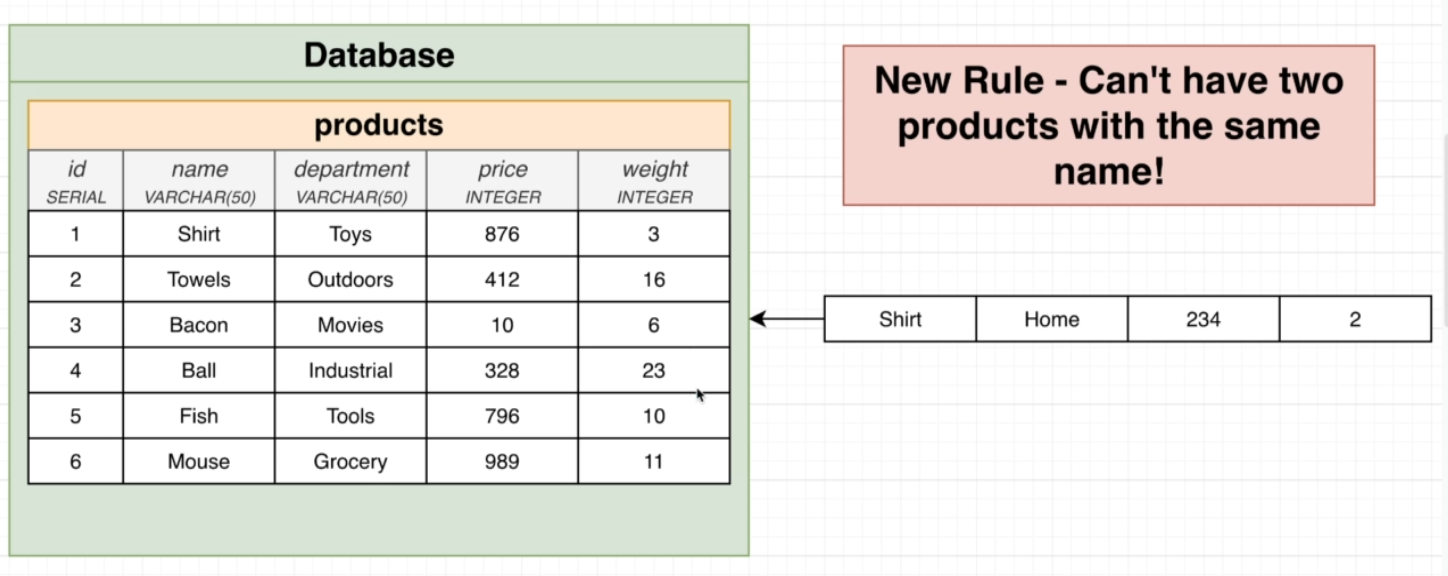 Database
products
id name department price weight
SERIAL VARCHAR(50) VARCHAR(50) INTEGER INTEGER
1 Shirt Toys 876 3
2 Towels Outdoors 412 16
3 Bacon Movies 10 6
4 Ball Industrial 328 23
5 Fish Tools 796 10
6 Mouse Grocery 989 11
New Rule - Can't have two
products with the same
name!
Shirt Home 234 2